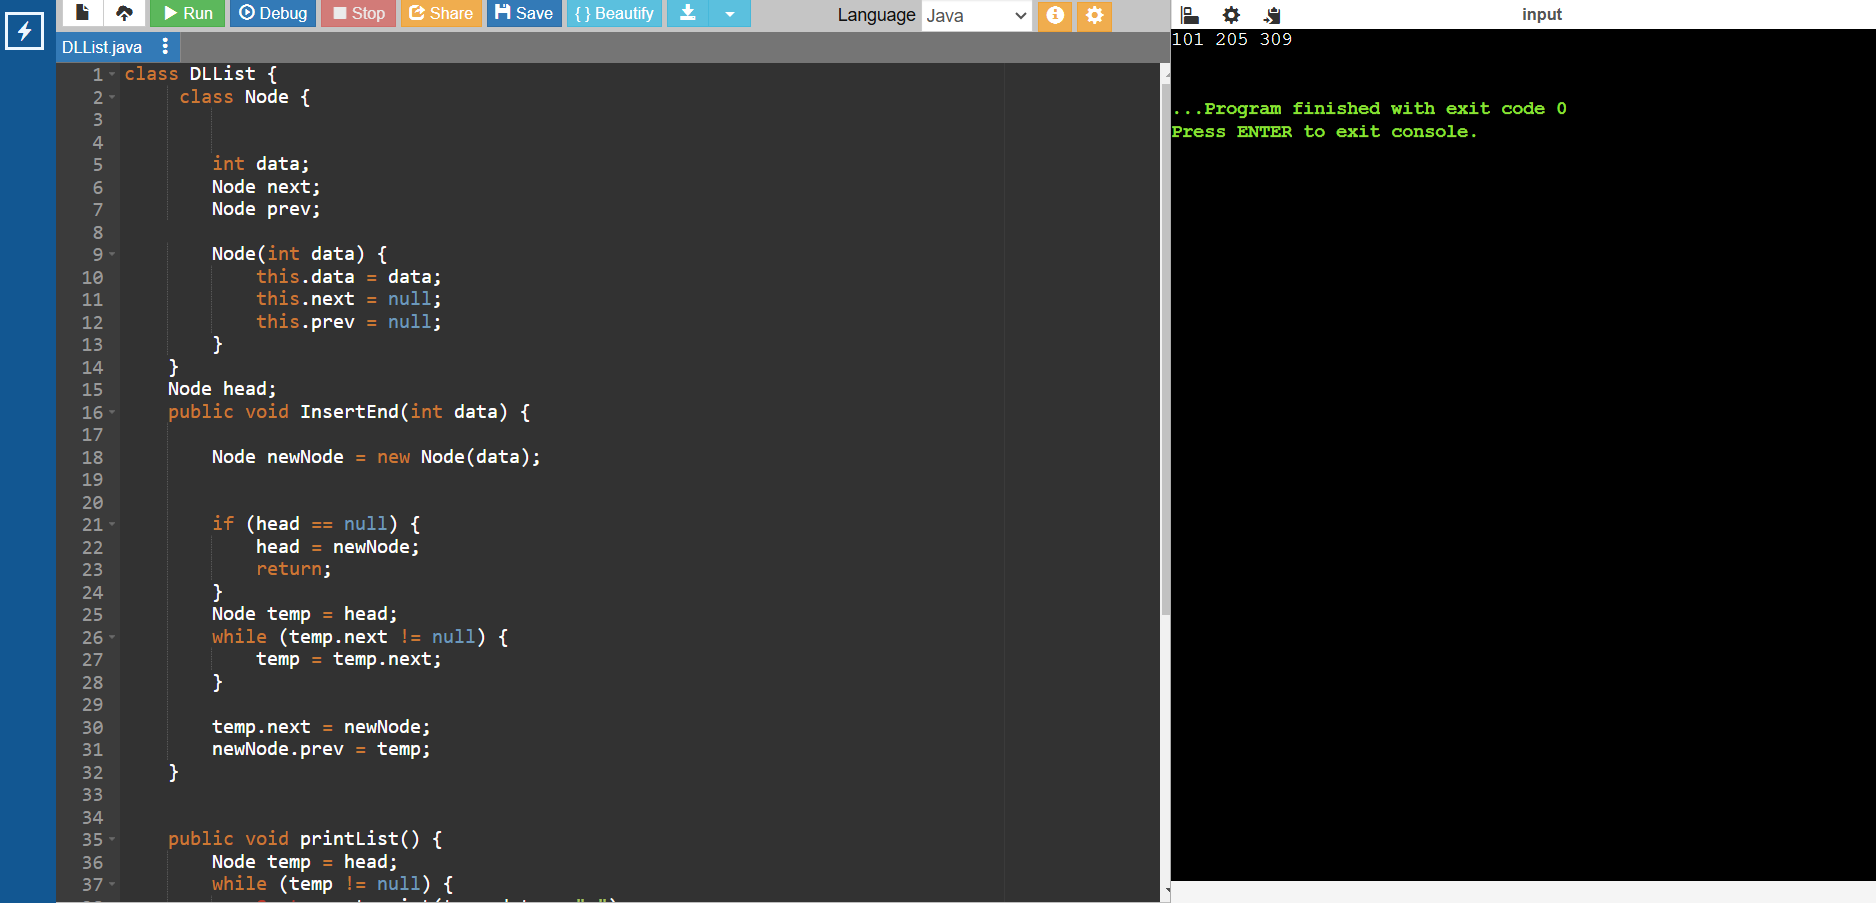 Run Debug Stop Share Save { } Beautify Language Java
input
DLList.java
1 class DLList {
2 class Node {
3
4
5 int data;
6 Node next;
7 Node prev;
8
9 Node(int data) {
10 this.data = data;
11 this.next = null;
12 this.prev = null;
13 }
14 }
15 Node head;
16 public void InsertEnd(int data) {
17
18 Node newNode = new Node(data);
19
20
21 if (head == null) {
22 head = newNode;
23 return;
24 }
25 Node temp = head;
26 while (temp.next != null) {
27 temp = temp.next;
28 }
29
30 temp.next = newNode;
31 newNode.prev = temp;
32 }
33
34
35 public void printList() {
36 Node temp = head;
37 while (temp != null) {
101 205 309
...Program finished with exit code 0
Press ENTER to exit console.